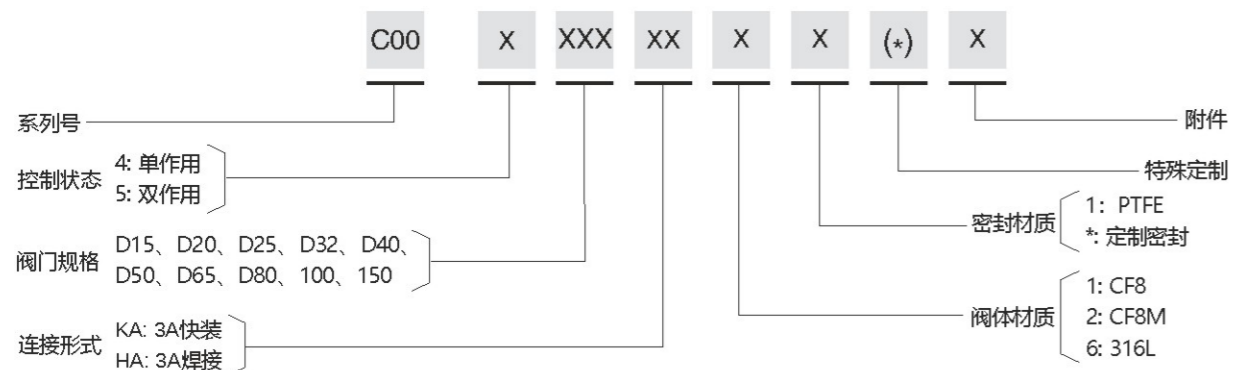 C00 X XXX XX X X (*) X
系列号
附件
控制状态
4: 单作用
5: 双作用
特殊定制
阀门规格
D15、D20、D25、D32、D40、
D50、D65、D80、100、150
密封材质
1: PTFE
*: 定制密封
连接形式
KA: 3A快装
HA: 3A焊接
阀体材质
1: CF8
2: CF8M
6: 316L